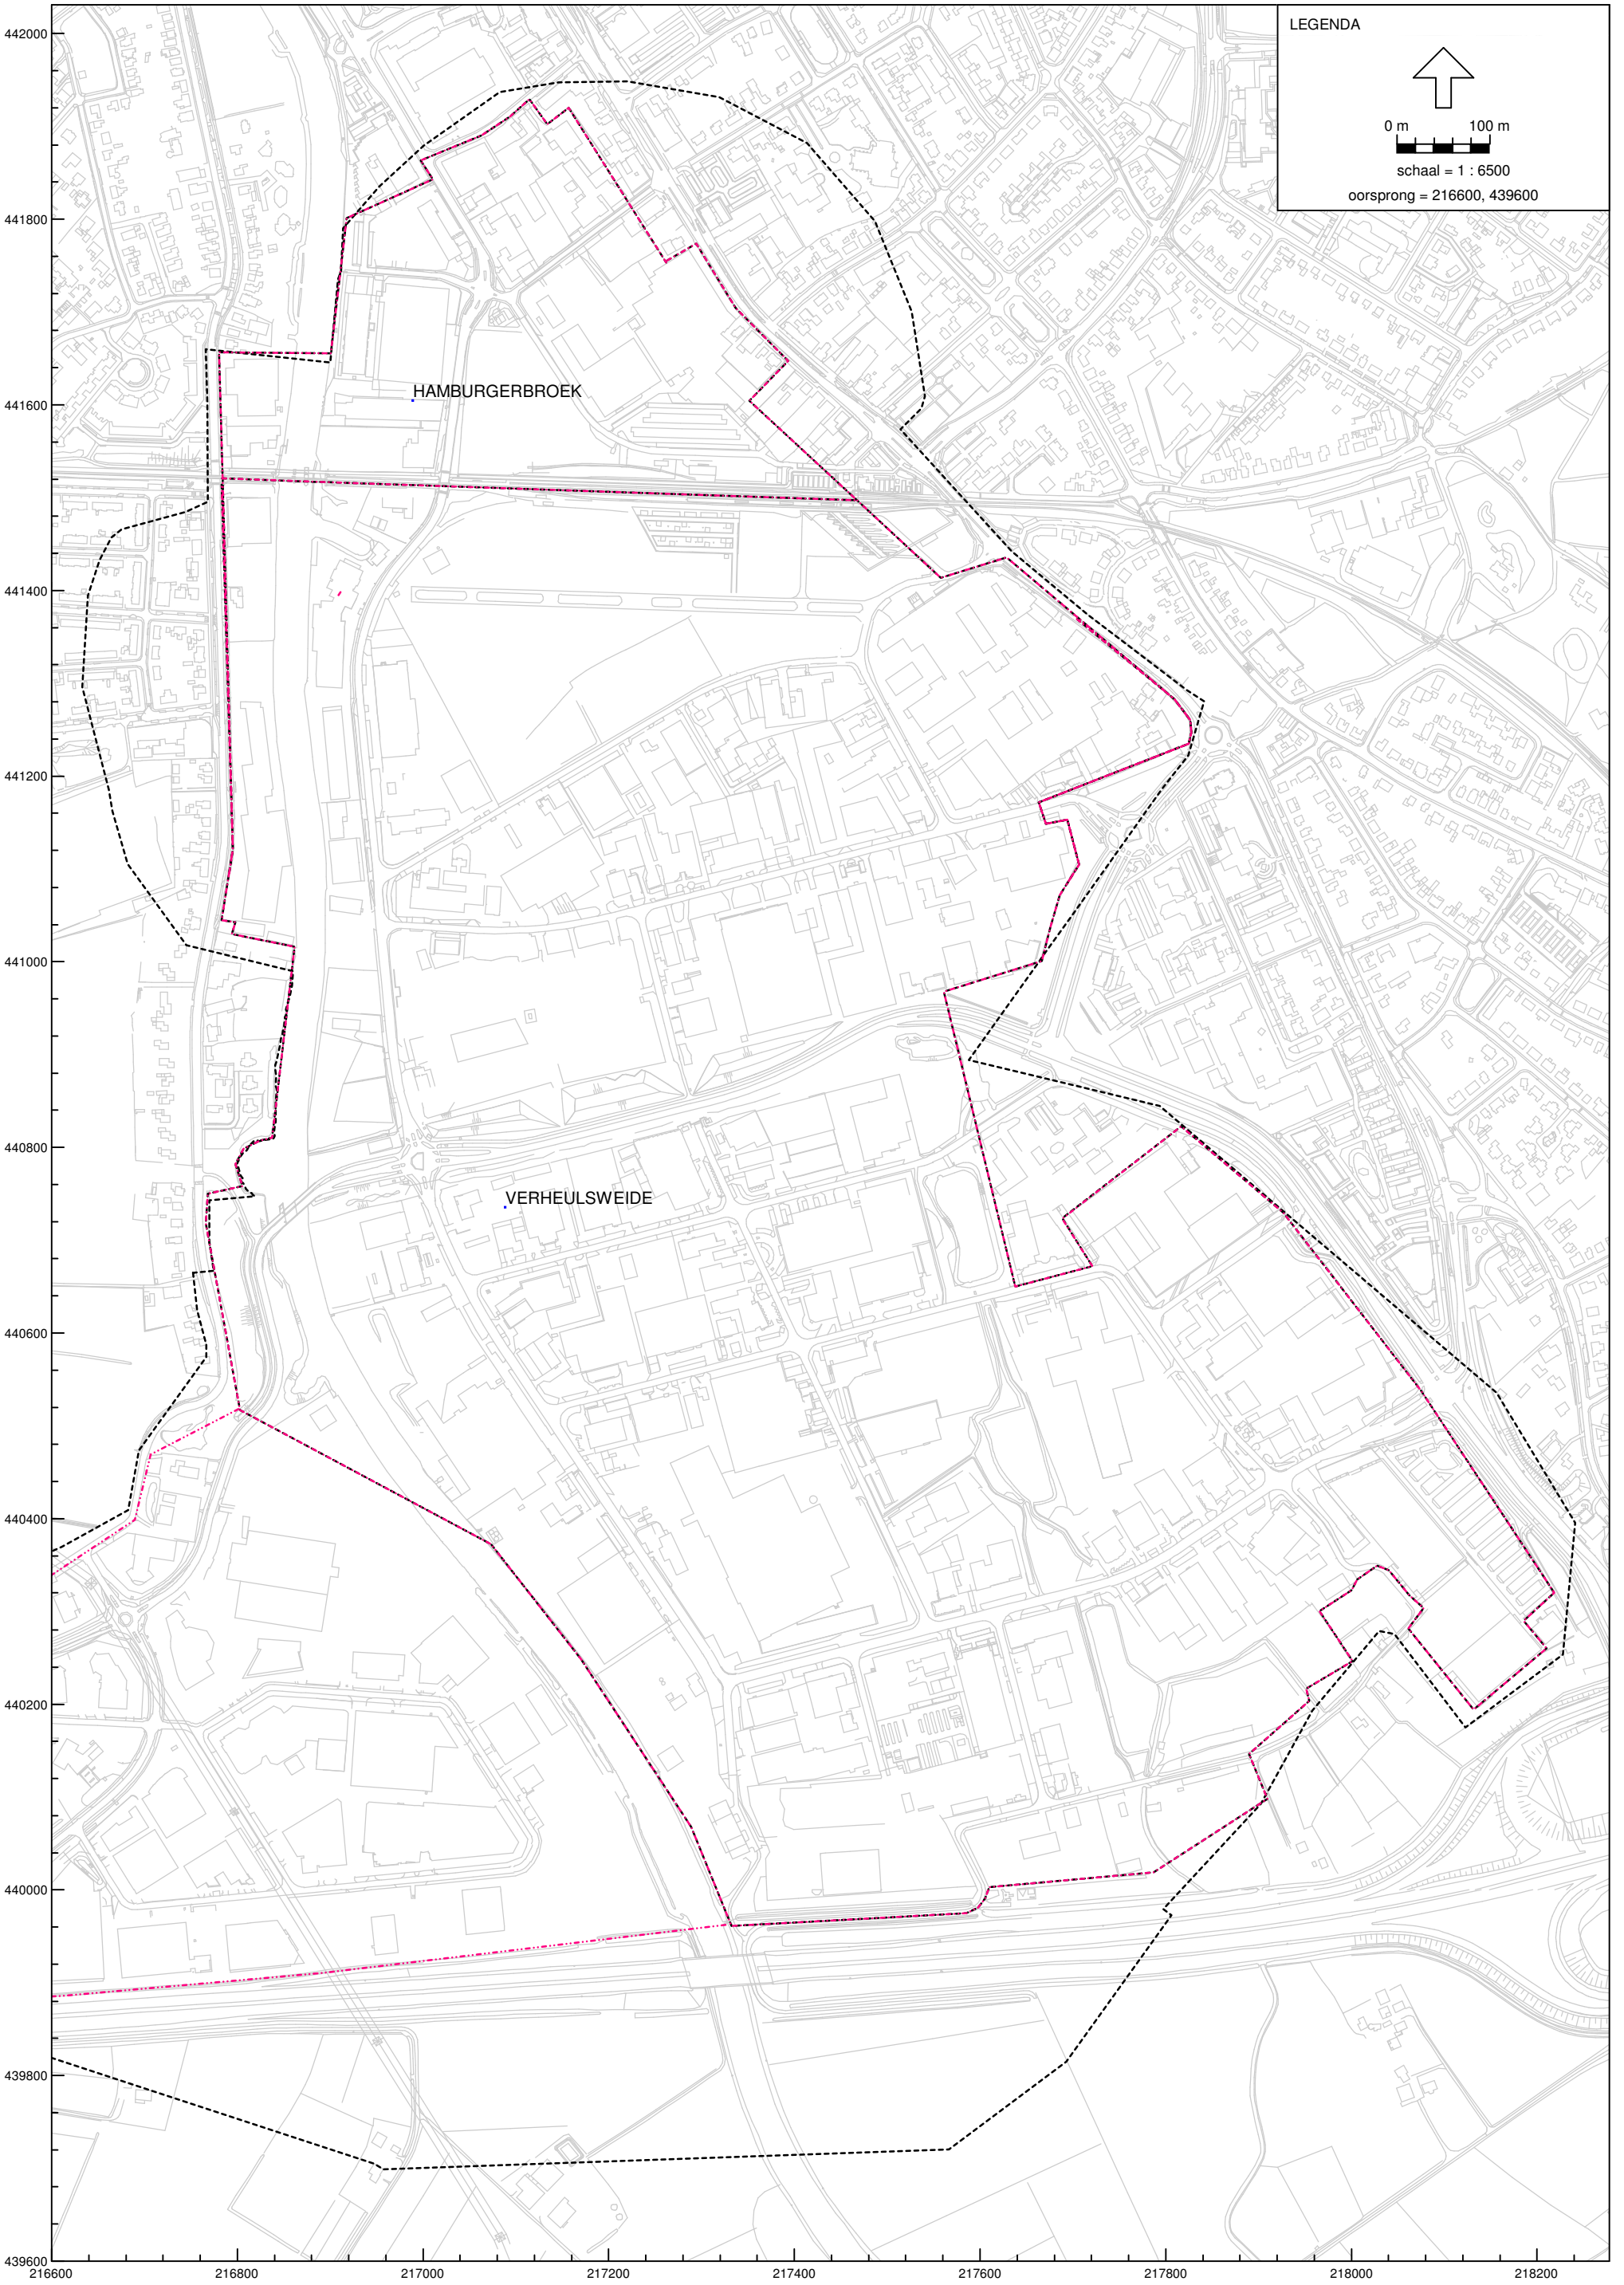 LEGENDA
0 m 100 m
schaal = 1 : 6500
oorsprong = 216600, 439600
442000
441800
441600
441400
441200
441000
440800
440600
440400
440200
440000
439800
439600
HAMBURGERBROEK
VERHEULSWEIDE
216600 216800 217000 217200 217400 217600 217800 218000 218200